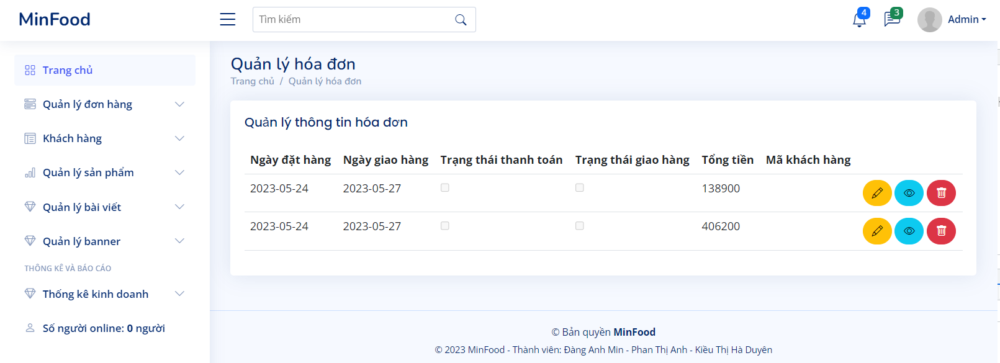 MinFood
Tìm kiếm
4
3
Admin
Trang chủ
Quản lý đơn hàng
Khách hàng
Quản lý sản phẩm
Quản lý bài viết
Quản lý banner
THỐNG KÊ VÀ BÁO CÁO
Thống kê kinh doanh
Số người online: 0 người
Quản lý hóa đơn
Trang chủ / Quản lý hóa đơn
Quản lý thông tin hóa đơn
Ngày đặt hàng Ngày giao hàng Trạng thái thanh toán Trạng thái giao hàng Tổng tiền Mã khách hàng
2023-05-24 2023-05-27 138900
2023-05-24 2023-05-27 406200
© Bản quyền MinFood
© 2023 MinFood - Thành viên: Đàng Anh Min - Phan Thị Anh - Kiều Thị Hà Duyên